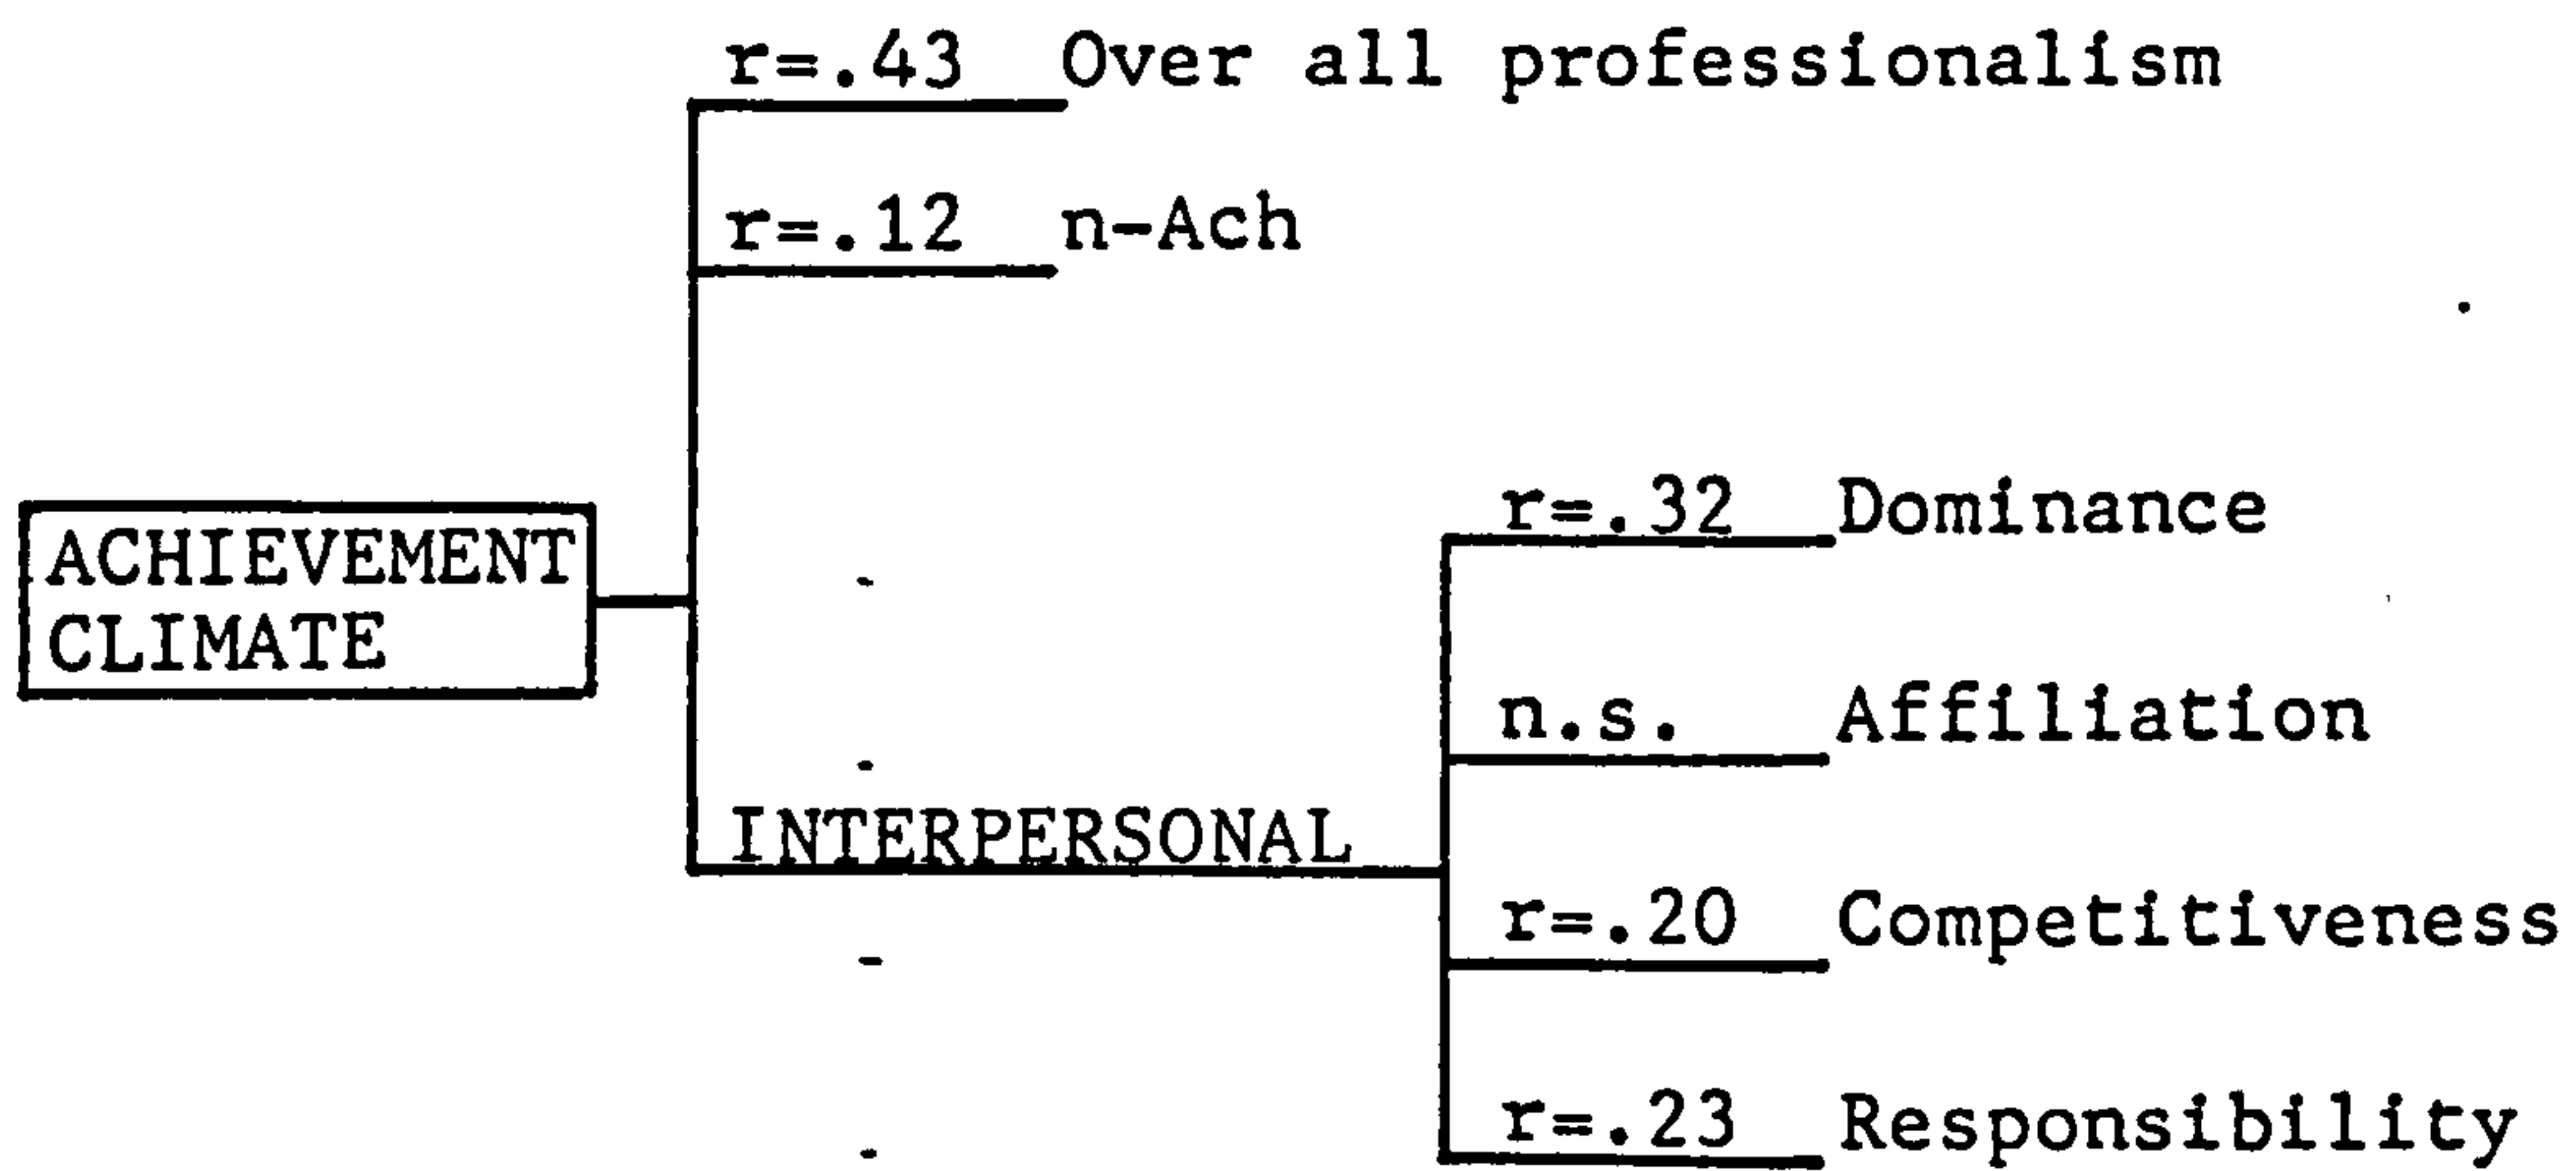 r=.43 Over all professionalism
r=.12 n-Ach
r=.32 Dominance
ACHIEVEMENT
CLIMATE
n.s. Affiliation
INTERPERSONAL
r=.20 Competitiveness
r=.23 Responsibility